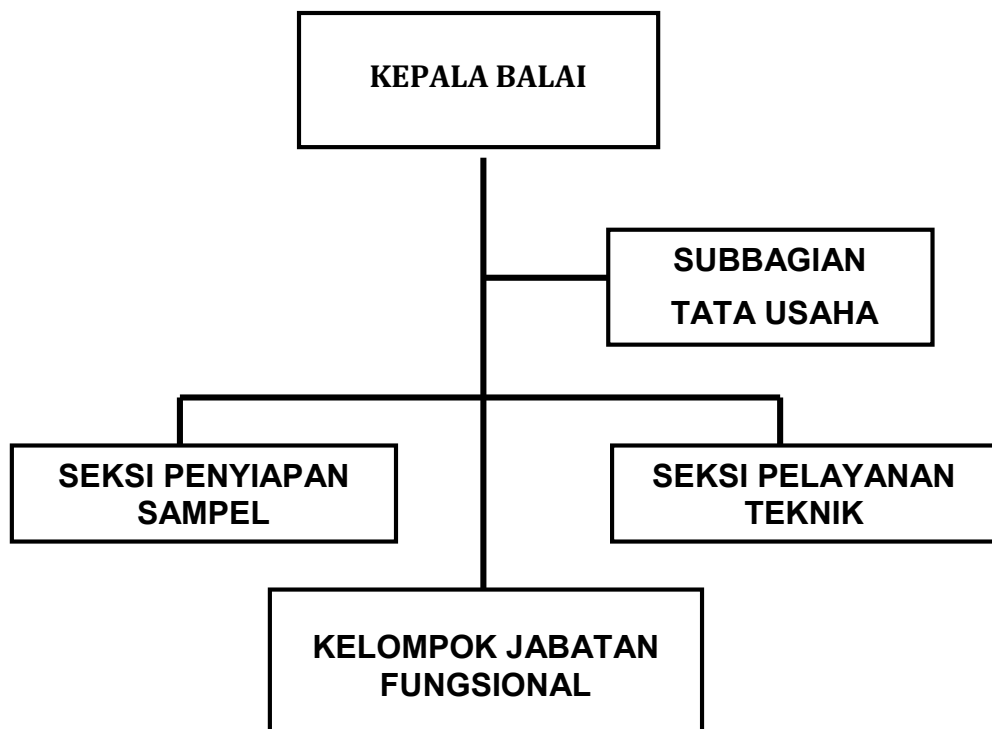 KEPALA BALAI
SUBBAGIAN
TATA USAHA
SEKSI PENYIAPAN
SAMPEL
SEKSI PELAYANAN
TEKNIK
KELOMPOK JABATAN
FUNGSIONAL